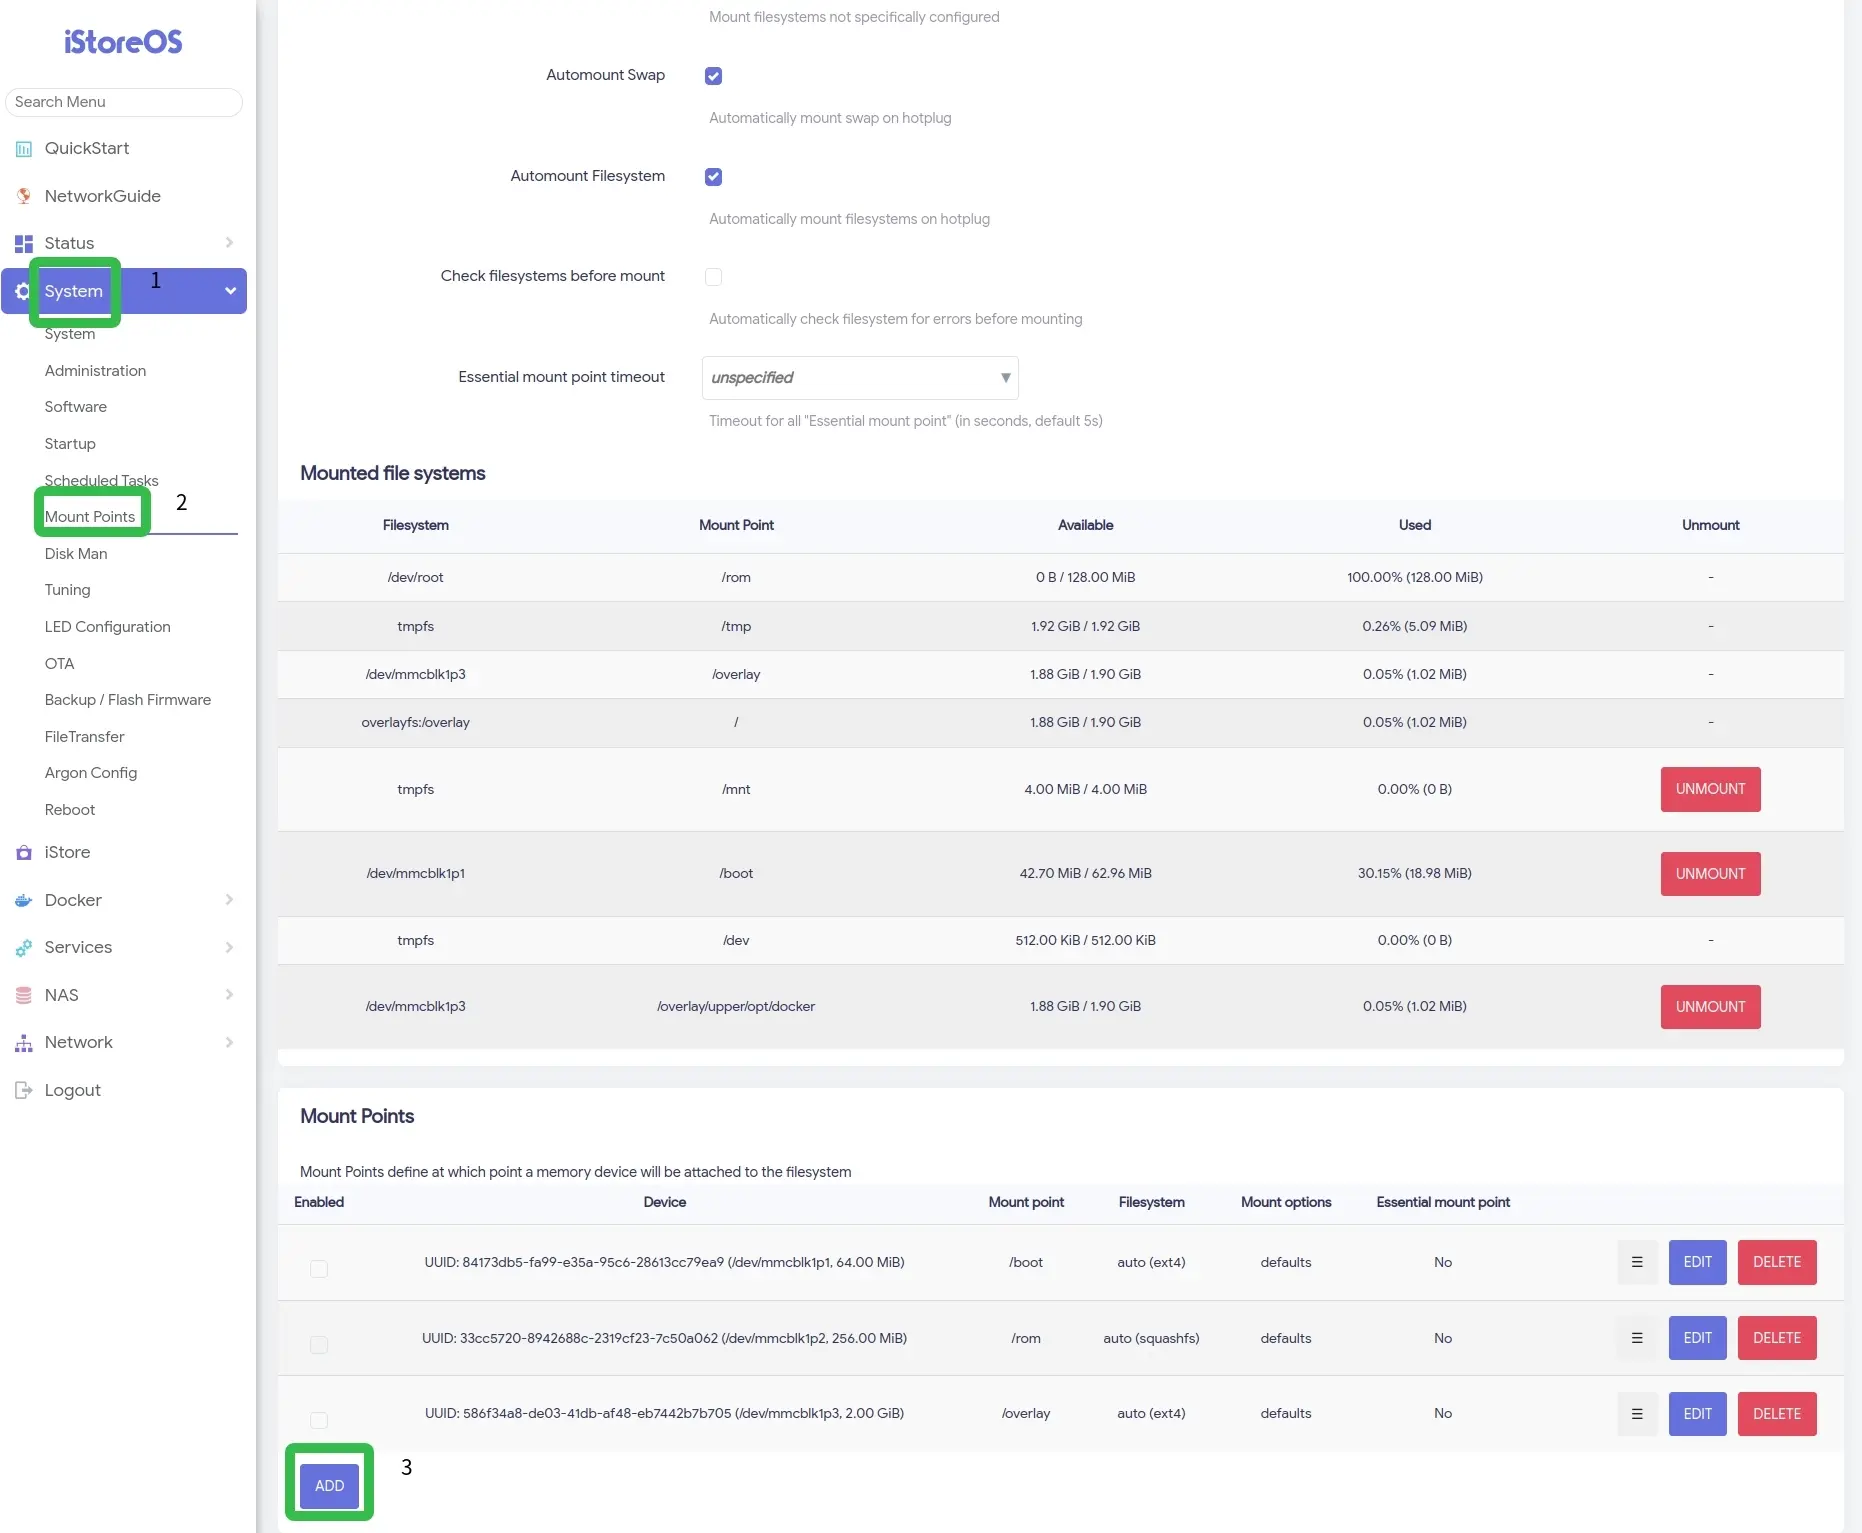 iStoreOS
Search Menu
QuickStart
NetworkGuide
Status
System
1
System
Administration
Software
Startup
Scheduled Tasks
Mount Points
2
Disk Man
Tuning
LED Configuration
OTA
Backup / Flash Firmware
FileTransfer
Argon Config
Reboot
iStore
Docker
Services
NAS
Network
Logout
Mount filesystems not specifically configured
Automount Swap
Automatically mount swap on hotplug
Automount Filesystem
Automatically mount filesystems on hotplug
Check filesystems before mount
Automatically check filesystem for errors before mounting
Essential mount point timeout
unspecified
Timeout for all "Essential mount point" (in seconds, default 5s)
Mounted file systems
Filesystem Mount Point Available Used Unmount
/dev/root /rom 0 B / 128.00 MiB 100.00% (128.00 MiB) -
tmpfs /tmp 1.92 GiB / 1.92 GiB 0.26% (5.09 MiB) -
/dev/mmcblk1p3 /overlay 1.88 GiB / 1.90 GiB 0.05% (1.02 MiB) -
overlayfs:/overlay / 1.88 GiB / 1.90 GiB 0.05% (1.02 MiB) -
tmpfs /mnt 4.00 MiB / 4.00 MiB 0.00% (0 B) UNMOUNT
/dev/mmcblk1p1 /boot 42.70 MiB / 62.96 MiB 30.15% (18.98 MiB) UNMOUNT
tmpfs /dev 512.00 KiB / 512.00 KiB 0.00% (0 B) -
/dev/mmcblk1p3 /overlay/upper/opt/docker 1.88 GiB / 1.90 GiB 0.05% (1.02 MiB) UNMOUNT
Mount Points
Mount Points define at which point a memory device will be attached to the filesystem
Enabled Device Mount point Filesystem Mount options Essential mount point
UUID: 84173db5-fa99-e35a-95c6-28613cc79ea9 (/dev/mmcblk1p1, 64.00 MiB) /boot auto (ext4) defaults No ☰ EDIT DELETE
UUID: 33cc5720-8942688c-2319cf23-7c50a062 (/dev/mmcblk1p2, 256.00 MiB) /rom auto (squashfs) defaults No ☰ EDIT DELETE
UUID: 586f34a8-de03-41db-af48-eb7442b7b705 (/dev/mmcblk1p3, 2.00 GiB) /overlay auto (ext4) defaults No ☰ EDIT DELETE
ADD
3